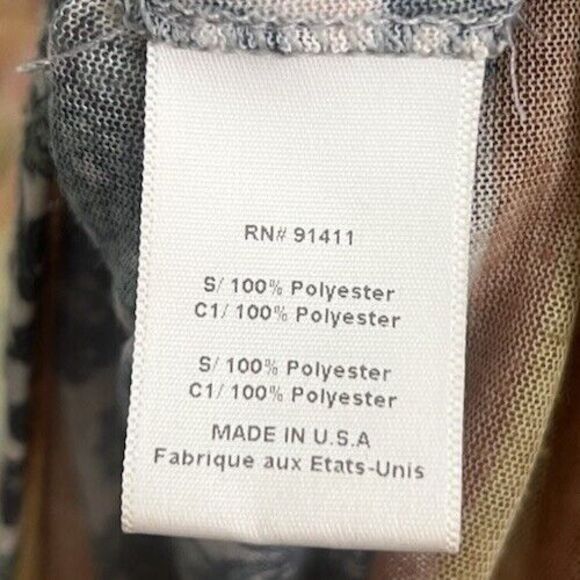 RN# 91411
S/ 100% Polyester
C1/ 100% Polyester
S/ 100% Polyester
C1/ 100% Polyester
MADE IN U.S.A
Fabrique aux Etats-Unis